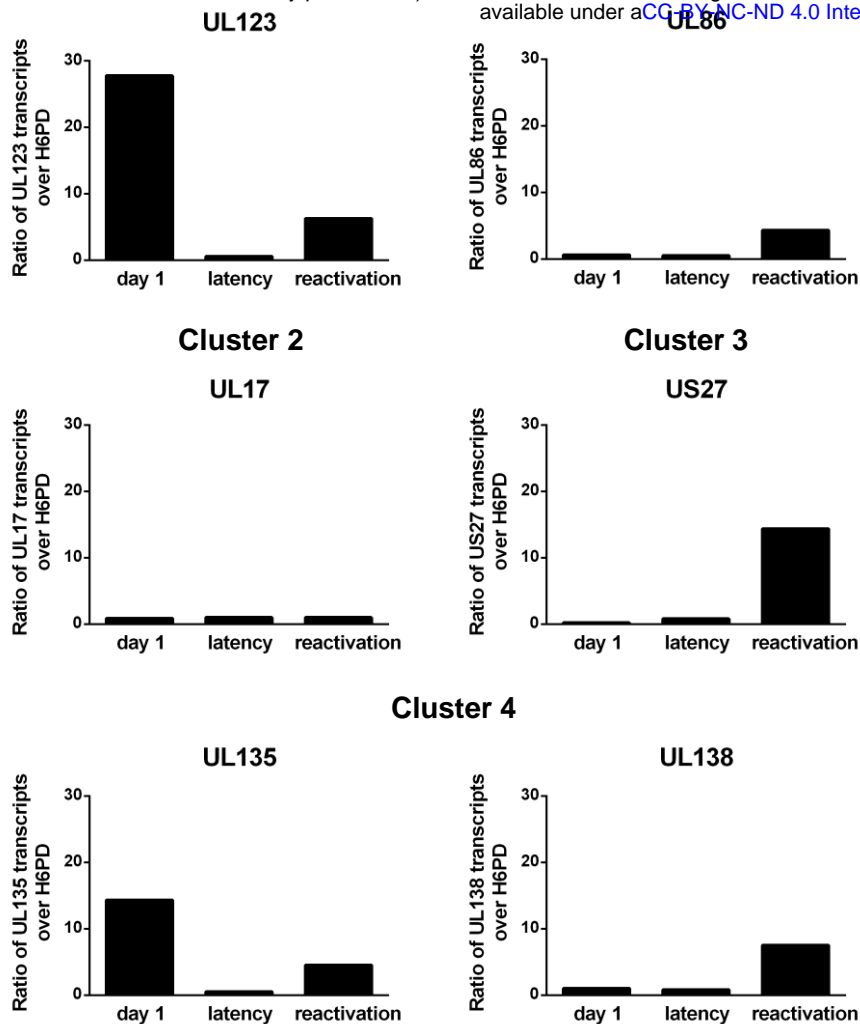 available under aCC-BY-NC-ND 4.0 Inte
UL123
UL86
Ratio of UL123 transcripts
over H6PD
30
20
10
0
day 1 latency reactivation
Ratio of UL86 transcripts
over H6PD
30
20
10
0
day 1 latency reactivation
Cluster 2
Cluster 3
UL17
US27
Ratio of UL17 transcripts
over H6PD
30
20
10
0
day 1 latency reactivation
Ratio of US27 transcripts
over H6PD
30
20
10
0
day 1 latency reactivation
Cluster 4
UL135
UL138
Ratio of UL135 transcripts
over H6PD
30
20
10
0
day 1 latency reactivation
Ratio of UL138 transcripts
over H6PD
30
20
10
0
day 1 latency reactivation